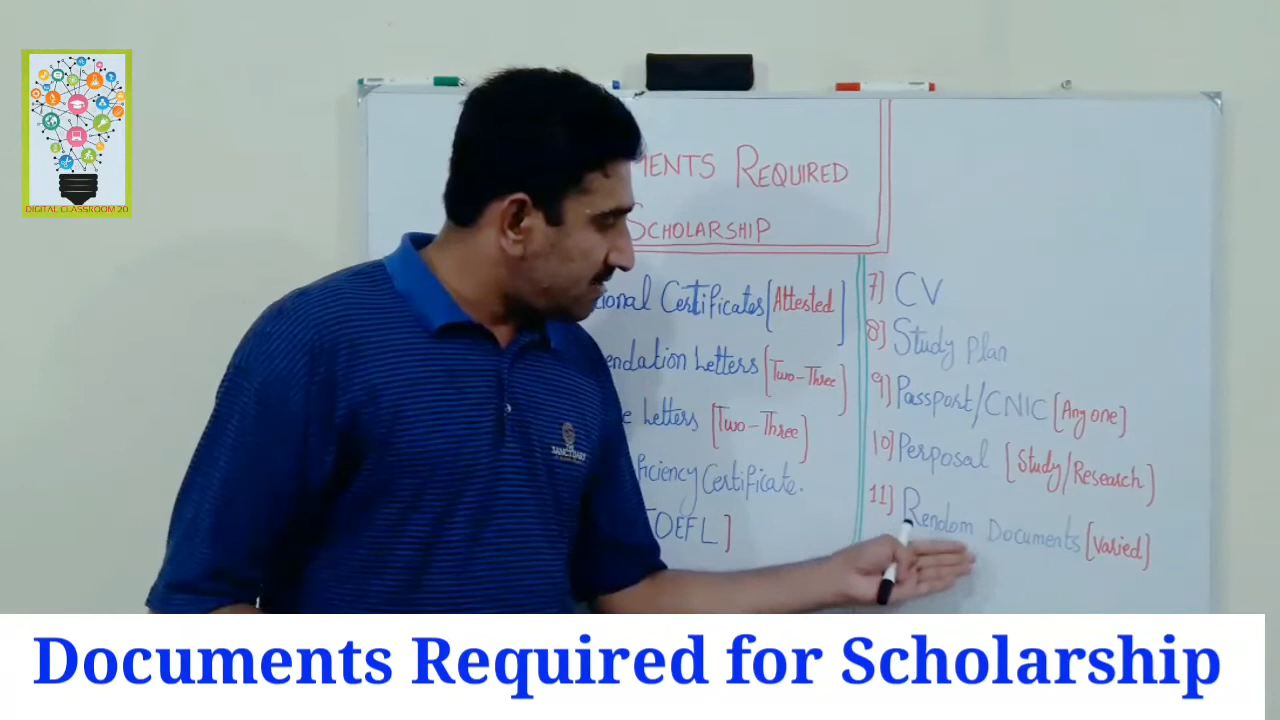 DIGITAL CLASSROOM 20
MENTS REQUIRED
SCHOLARSHIP
ional Certificates [Attested]
endation Letters [Two-Three]
e Letters [Two-Three]
ficiency Certificate.
TOEFL]
7] CV
8] Study Plan
9] Passport/CNIC [Any one]
10] Perposal [Study/Research]
11] Rendom Documents [Varied]
SANCTUARY
Documents Required for Scholarship